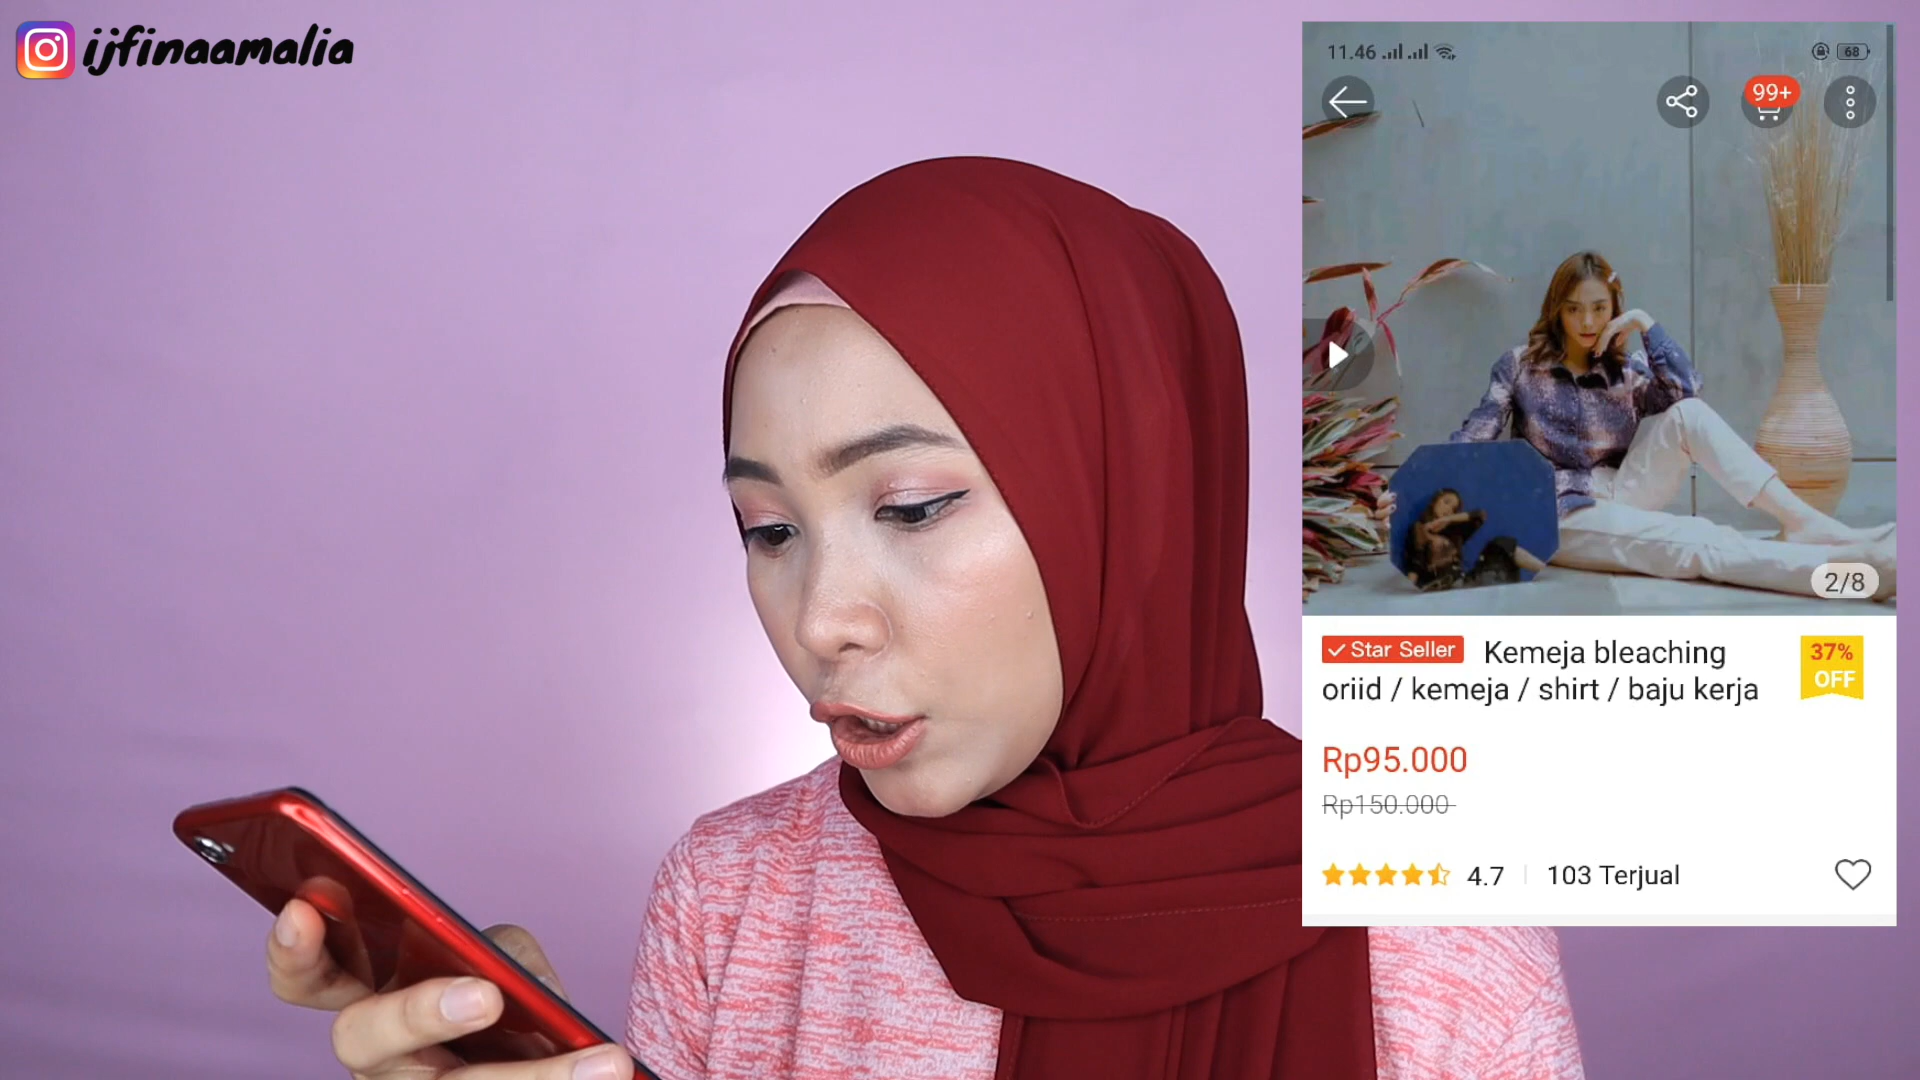 ijfinaamalia
11.46
68
99+
2/8
Star Seller Kemeja bleaching
oriid / kemeja / shirt / baju kerja
37%
OFF
Rp95.000
Rp150.000
4.7
103 Terjual